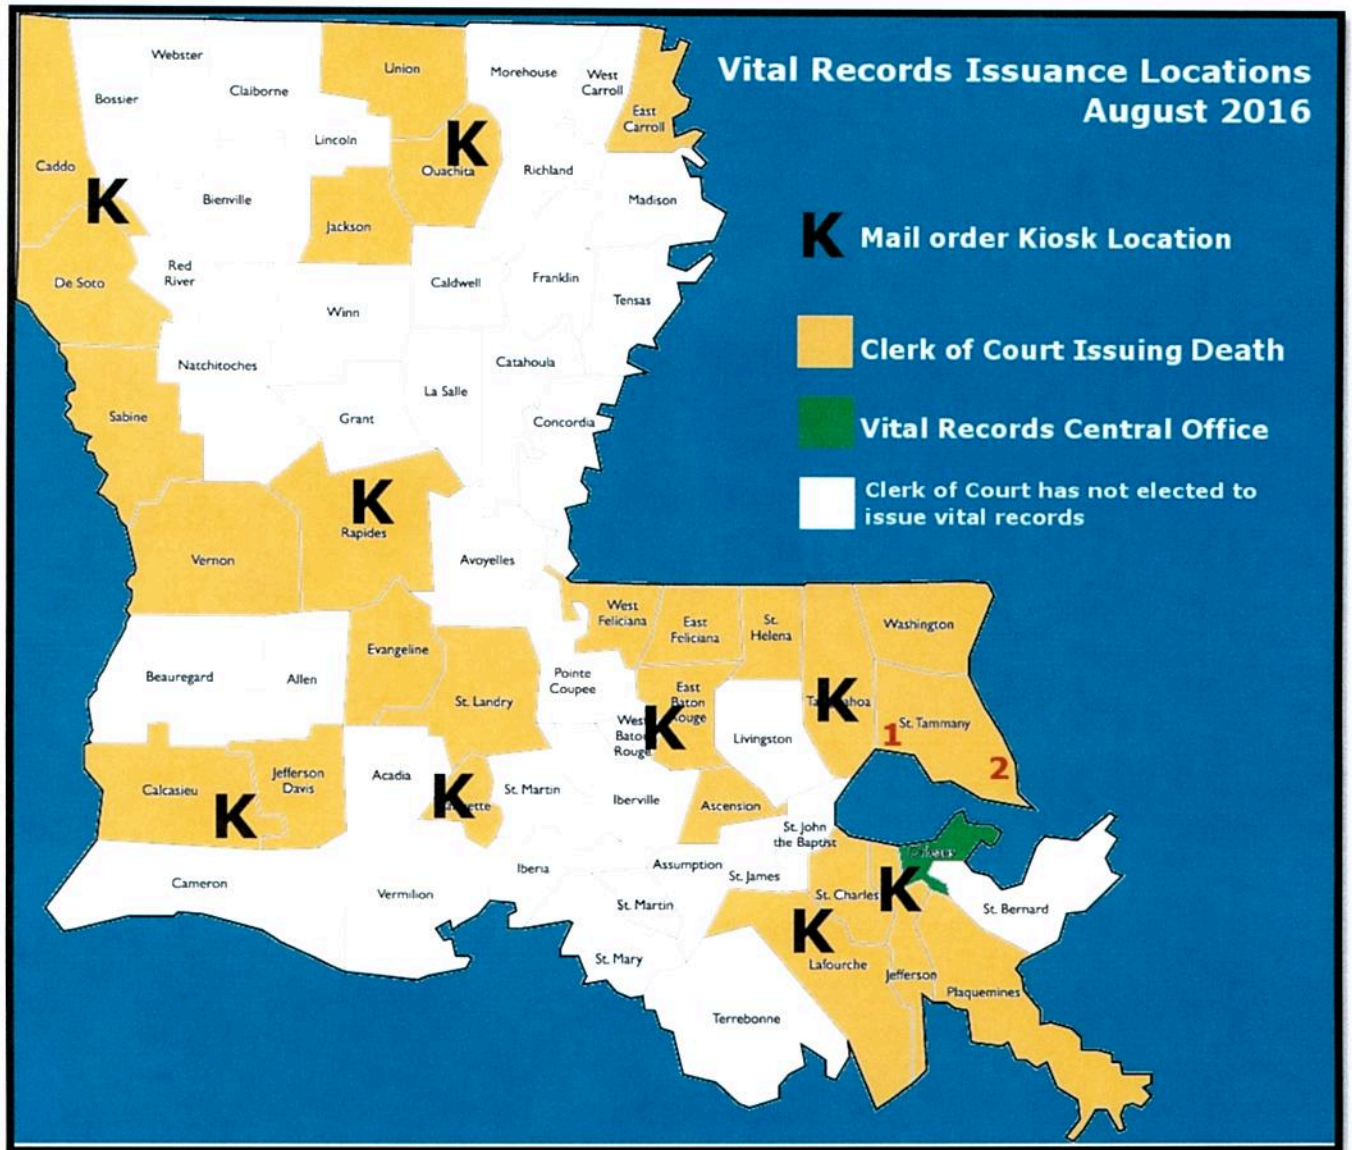 Vital Records Issuance Locations
August 2016
K Mail order Kiosk Location
Clerk of Court Issuing Death
Vital Records Central Office
Clerk of Court has not elected to
issue vital records
Webster
Bossier
Claiborne
Union
Morehouse
West
Carroll
East
Carroll
Lincoln
Caddo
K
K
Ouachita
Richland
Bienville
Jackson
Madison
De Soto
Red
River
Winn
Caldwell
Franklin
Tensas
Natchitoches
Catahoula
La Salle
Sabine
Grant
Concordia
K
Rapides
Vernon
Avoyelles
West
Feliciana
East
Feliciana
St.
Helena
Washington
Evangeline
Beauregard
Allen
Pointe
Coupee
St. Landry
East
Baton
Rouge
K
K
West
Baton
Rouge
Livingston
1
St. Tammany
2
Acadia
Jefferson
Davis
Calcasieu
K
K
St. Martin
Iberville
Ascension
St. John
the Baptist
Cameron
Vermilion
Iberia
Assumption
St. James
St. Charles
K
St. Martin
St. Bernard
K
Lafourche
St. Mary
Jefferson
Plaquemines
Terrebonne